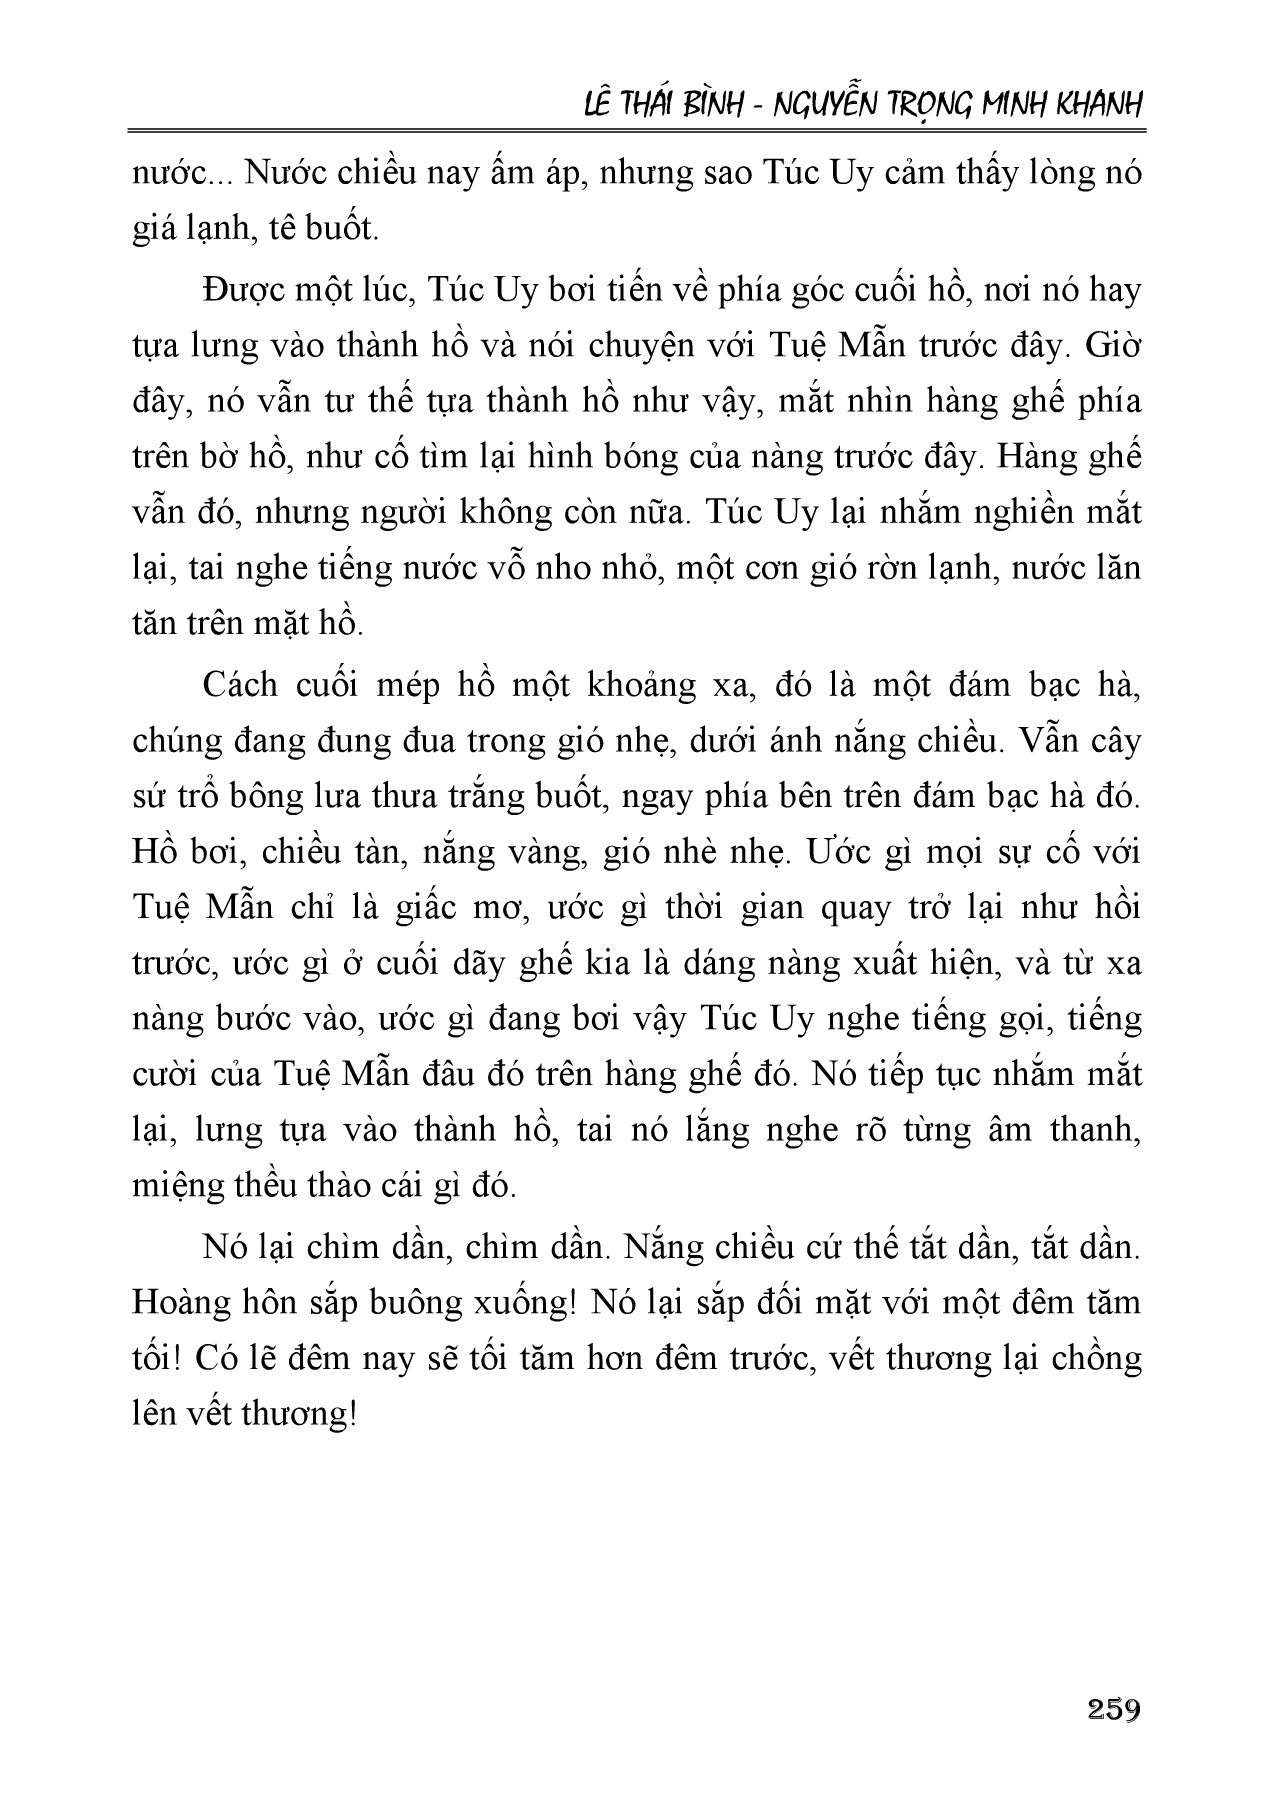 LÊ THÁI BÌNH - NGUYỄN TRỌNG MINH KHANH
nước... Nước chiều nay ấm áp, nhưng sao Túc Uy cảm thấy lòng nó
giá lạnh, tê buốt.
Được một lúc, Túc Uy bơi tiến về phía góc cuối hồ, nơi nó hay
tựa lưng vào thành hồ và nói chuyện với Tuệ Mẫn trước đây. Giờ
đây, nó vẫn tư thế tựa thành hồ như vậy, mắt nhìn hàng ghế phía
trên bờ hồ, như cố tìm lại hình bóng của nàng trước đây. Hàng ghế
vẫn đó, nhưng người không còn nữa. Túc Uy lại nhắm nghiền mắt
lại, tai nghe tiếng nước vỗ nho nhỏ, một cơn gió rờn lạnh, nước lăn
tăn trên mặt hồ.
Cách cuối mép hồ một khoảng xa, đó là một đám bạc hà,
chúng đang đung đua trong gió nhẹ, dưới ánh nắng chiều. Vẫn cây
sứ trổ bông lưa thưa trắng buốt, ngay phía bên trên đám bạc hà đó.
Hồ bơi, chiều tàn, nắng vàng, gió nhè nhẹ. Ước gì mọi sự cố với
Tuệ Mẫn chỉ là giấc mơ, ước gì thời gian quay trở lại như hồi
trước, ước gì ở cuối dãy ghế kia là dáng nàng xuất hiện, và từ xa
nàng bước vào, ước gì đang bơi vậy Túc Uy nghe tiếng gọi, tiếng
cười của Tuệ Mẫn đâu đó trên hàng ghế đó. Nó tiếp tục nhắm mắt
lại, lưng tựa vào thành hồ, tai nó lắng nghe rõ từng âm thanh,
miệng thều thào cái gì đó.
Nó lại chìm dần, chìm dần. Nắng chiều cứ thế tắt dần, tắt dần.
Hoàng hôn sắp buông xuống! Nó lại sắp đối mặt với một đêm tăm
tối! Có lẽ đêm nay sẽ tối tăm hơn đêm trước, vết thương lại chồng
lên vết thương!
259